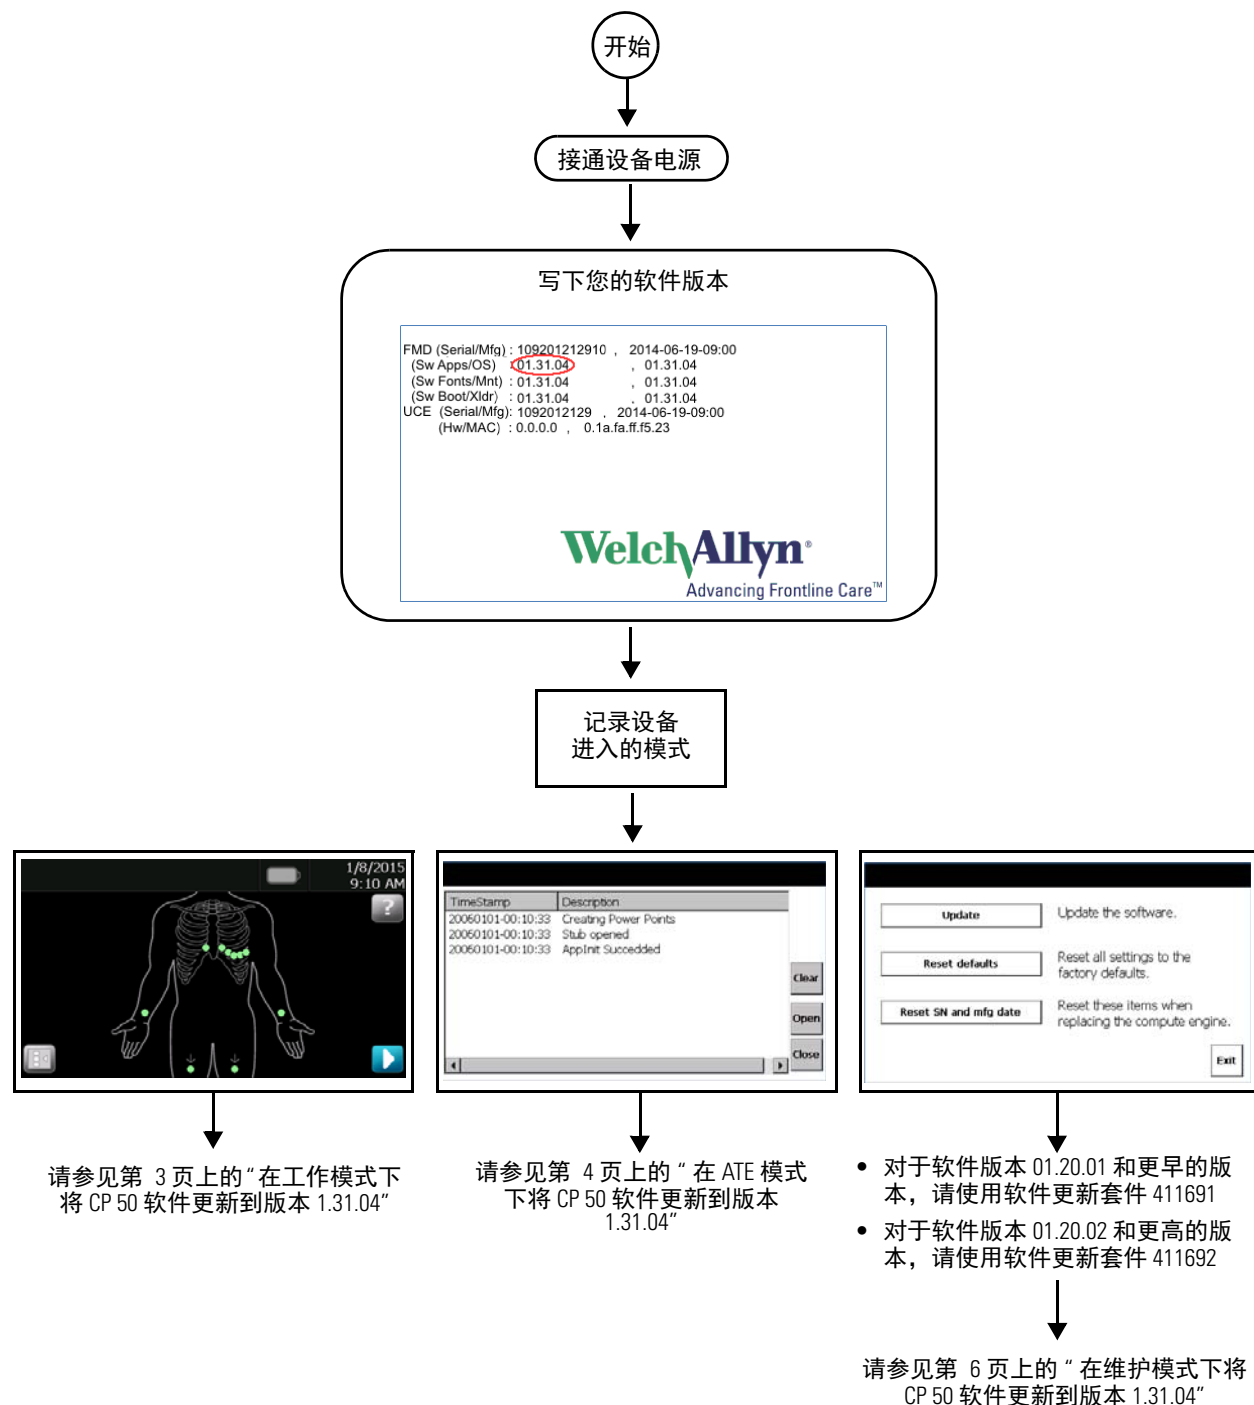 开始
接通设备电源
写下您的软件版本
FMD (Serial/Mfg) : 109201212910 , 2014-06-19-09:00
(Sw Apps/OS) : 01.31.04 , 01.31.04
(Sw Fonts/Mnt) : 01.31.04 , 01.31.04
(Sw Boot/Xldr) : 01.31.04 . 01.31.04
UCE (Serial/Mfg): 1092012129 , 2014-06-19-09:00
(Hw/MAC) : 0.0.0.0 , 0.1a.fa.ff.f5.23
WelchAllyn®
Advancing Frontline Care™
记录设备
进入的模式
1/8/2015
9:10 AM
?
TimeStamp Description
20060101-00:10:33 Creating Power Points
20060101-00:10:33 Stub opened
20060101-00:10:33 AppInit Succedded
Clear
Open
Close
Update Update the software.
Reset defaults Reset all settings to the
factory defaults.
Reset SN and mfg date Reset these items when
replacing the compute engine.
Exit
请参见第 3 页上的“在工作模式下
将 CP 50 软件更新到版本 1.31.04”
请参见第 4 页上的 “ 在 ATE 模式
下将 CP 50 软件更新到版本
1.31.04”
• 对于软件版本 01.20.01 和更早的版
本，请使用软件更新套件 411691
• 对于软件版本 01.20.02 和更高的版
本，请使用软件更新套件 411692
请参见第 6 页上的 “ 在维护模式下将
CP 50 软件更新到版本 1.31.04”